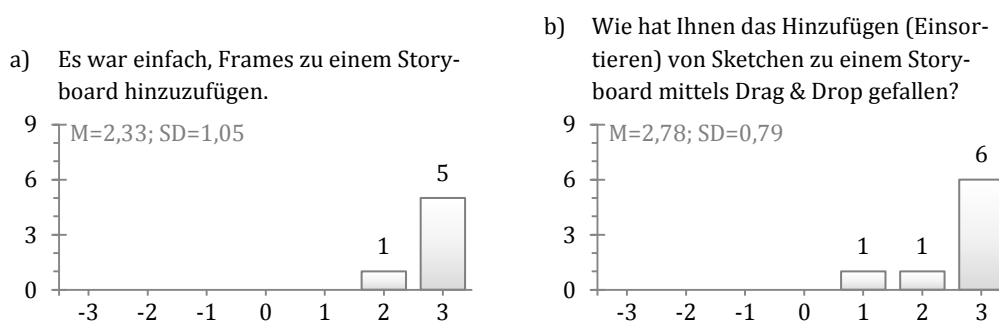 a) Es war einfach, Frames zu einem Story-
board hinzuzufügen.
9
M=2,33; SD=1,05
6
5
3
1
0
-3 -2 -1 0 1 2 3
b) Wie hat Ihnen das Hinzufügen (Einsor-
tieren) von Sketchen zu einem Story-
board mittels Drag & Drop gefallen?
9
M=2,78; SD=0,79
6
6
3
1 1
0
-3 -2 -1 0 1 2 3